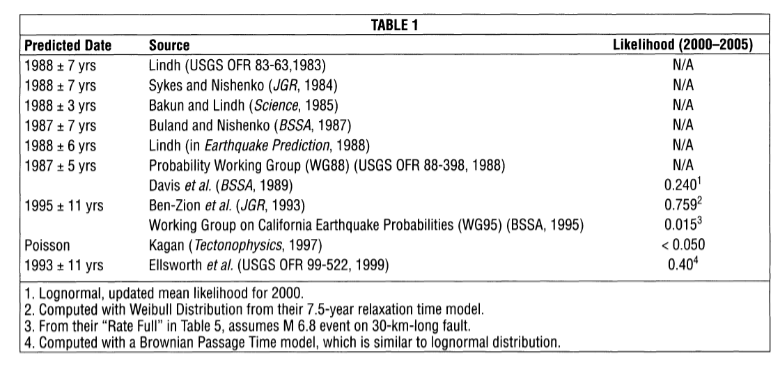 TABLE 1
Predicted Date Source Likelihood (2000–2005)
1988 ± 7 yrs Lindh (USGS OFR 83-63,1983) N/A
1988 ± 7 yrs Sykes and Nishenko (JGR, 1984) N/A
1988 ± 3 yrs Bakun and Lindh (Science, 1985) N/A
1987 ± 7 yrs Buland and Nishenko (BSSA, 1987) N/A
1988 ± 6 yrs Lindh (in Earthquake Prediction, 1988) N/A
1987 ± 5 yrs Probability Working Group (WG88) (USGS OFR 88-398, 1988) N/A
Davis et al. (BSSA, 1989) 0.240¹
1995 ± 11 yrs Ben-Zion et al. (JGR, 1993) 0.759²
Working Group on California Earthquake Probabilities (WG95) (BSSA, 1995) 0.015³
Poisson Kagan (Tectonophysics, 1997) < 0.050
1993 ± 11 yrs Ellsworth et al. (USGS OFR 99-522, 1999) 0.40⁴
1. Lognormal, updated mean likelihood for 2000.
2. Computed with Weibull Distribution from their 7.5-year relaxation time model.
3. From their “Rate Full” in Table 5, assumes M 6.8 event on 30-km-long fault.
4. Computed with a Brownian Passage Time model, which is similar to lognormal distribution.